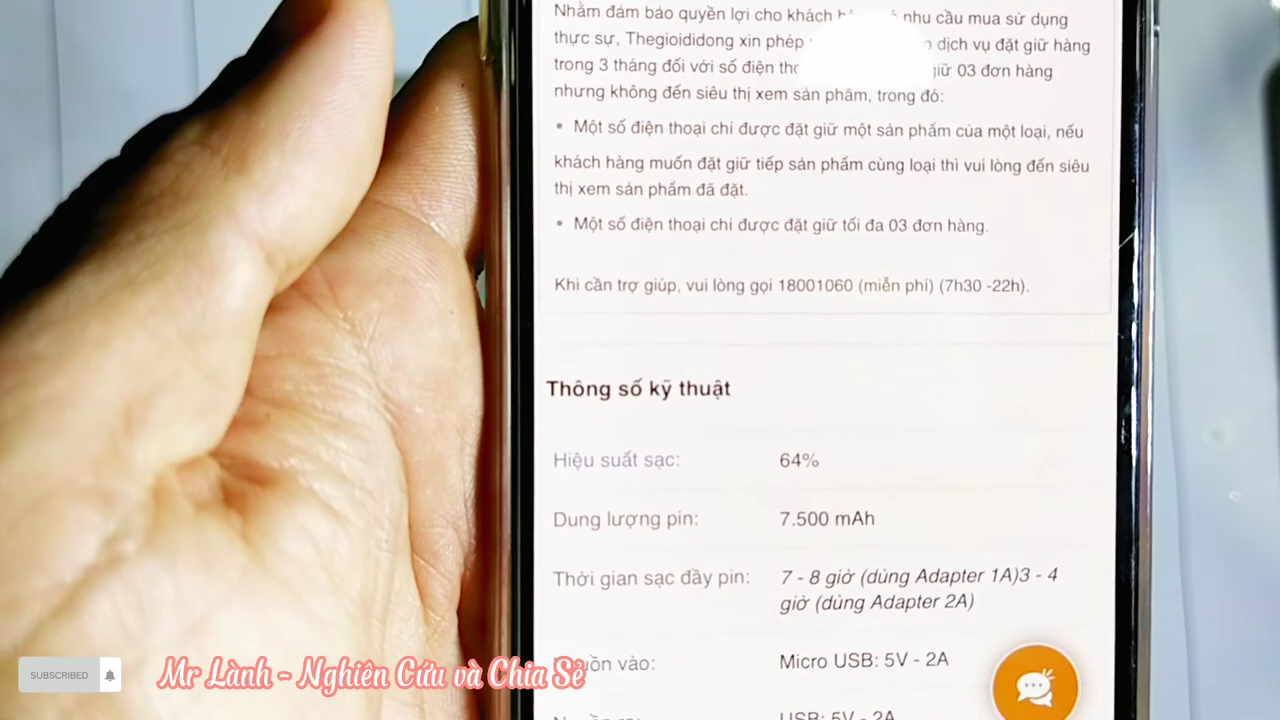 Nhằm đảm bảo quyền lợi cho khách nhu cầu mua sử dụng
thực sự, Thegioididong xin phép dịch vụ đặt giữ hàng
trong 3 tháng đối với số điện giữ 03 đơn hàng
nhưng không đến siêu thị xem sản phẩm, trong đó:
• Một số điện thoại chỉ được đặt giữ một sản phẩm của một loại, nếu
khách hàng muốn đặt giữ tiếp sản phẩm cùng loại thì vui lòng đến siêu
thị xem sản phẩm đã đặt.
• Một số điện thoại chỉ được đặt giữ tối đa 03 đơn hàng.
Khi cần trợ giúp, vui lòng gọi 18001060 (miễn phí) (7h30 -22h).
Thông số kỹ thuật
Hiệu suất sạc: 64%
Dung lượng pin: 7.500 mAh
Thời gian sạc đầy pin: 7 - 8 giờ (dùng Adapter 1A)3 - 4
giờ (dùng Adapter 2A)
vào: Micro USB: 5V - 2A
USB: 5V - 2A
SUBSCRIBED
Mr Lành - Nghiên Cứu và Chia Sẻ